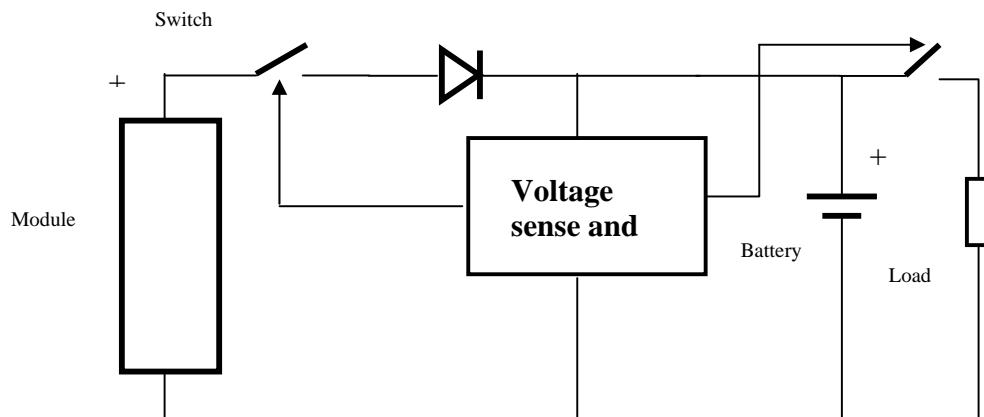 Switch
+
Module
Voltage
sense and
+
Battery
Load